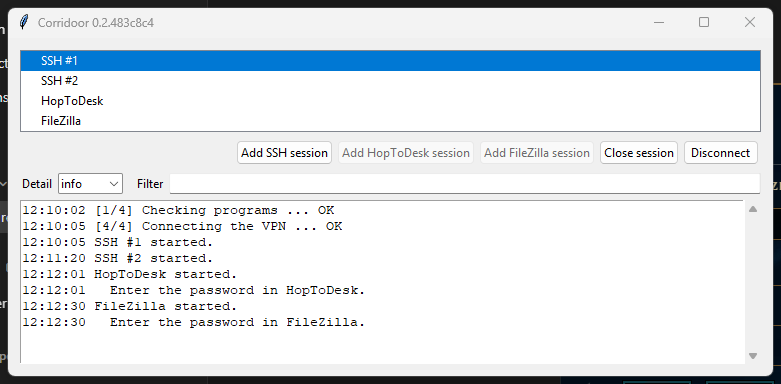 Corridoor 0.2.483c8c4
SSH #1
SSH #2
HopToDesk
FileZilla
Add SSH session Add HopToDesk session Add FileZilla session Close session Disconnect
Detail info Filter
12:10:02 [1/4] Checking programs ... OK
12:10:05 [4/4] Connecting the VPN ... OK
12:10:05 SSH #1 started.
12:11:20 SSH #2 started.
12:12:01 HopToDesk started.
12:12:01   Enter the password in HopToDesk.
12:12:30 FileZilla started.
12:12:30   Enter the password in FileZilla.